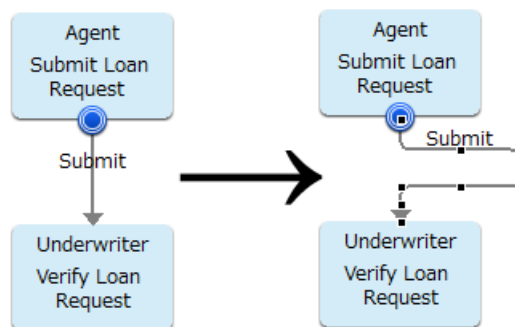 Agent
Submit Loan
Request
Submit
Underwriter
Verify Loan
Request
Agent
Submit Loan
Request
Submit
Underwriter
Verify Loan
Request